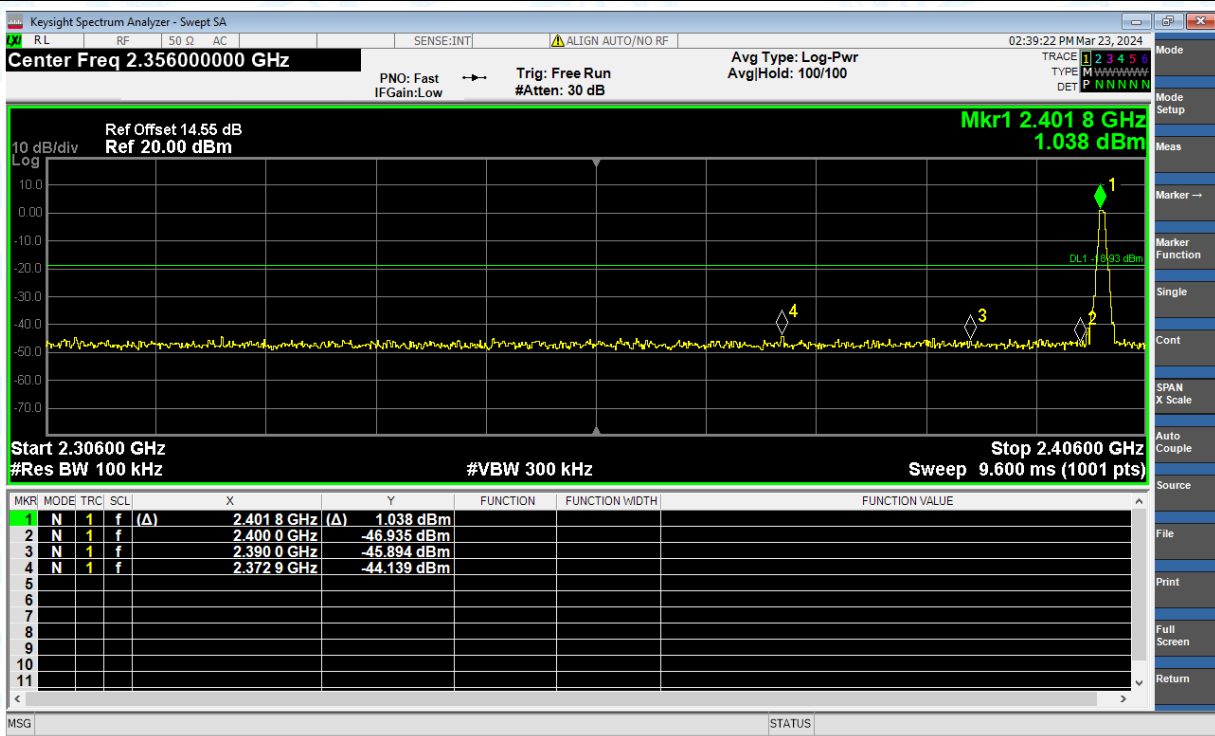 Keysight Spectrum Analyzer - Swept SA
LXI RL RF 50 Ω AC SENSE:INT ALIGN AUTO/NO RF 02:39:22 PM Mar 23, 2024
Center Freq 2.356000000 GHz
PNO: Fast
IFGain:Low
Trig: Free Run
#Atten: 30 dB
Avg Type: Log-Pwr
Avg|Hold: 100/100
TRACE 1 2 3 4 5 6
TYPE M WWWWW
DET P N N N N N
Ref Offset 14.55 dB
10 dB/div Ref 20.00 dBm
Log
Mkr1 2.401 8 GHz
1.038 dBm
10.0
0.00
-10.0
-20.0
-30.0
-40.0
-50.0
-60.0
-70.0
1
DL1 -18.93 dBm
4
3
2
Start 2.30600 GHz Stop 2.40600 GHz
#Res BW 100 kHz #VBW 300 kHz Sweep 9.600 ms (1001 pts)
MKR MODE TRC SCL X Y FUNCTION FUNCTION WIDTH FUNCTION VALUE
1 N 1 f (Δ) 2.401 8 GHz (Δ) 1.038 dBm
2 N 1 f 2.400 0 GHz -46.935 dBm
3 N 1 f 2.390 0 GHz -45.894 dBm
4 N 1 f 2.372 9 GHz -44.139 dBm
5
6
7
8
9
10
11
MSG STATUS
Mode
Mode
Setup
Meas
Marker →
Marker
Function
Single
Cont
SPAN
X Scale
Auto
Couple
Source
File
Print
Full
Screen
Return